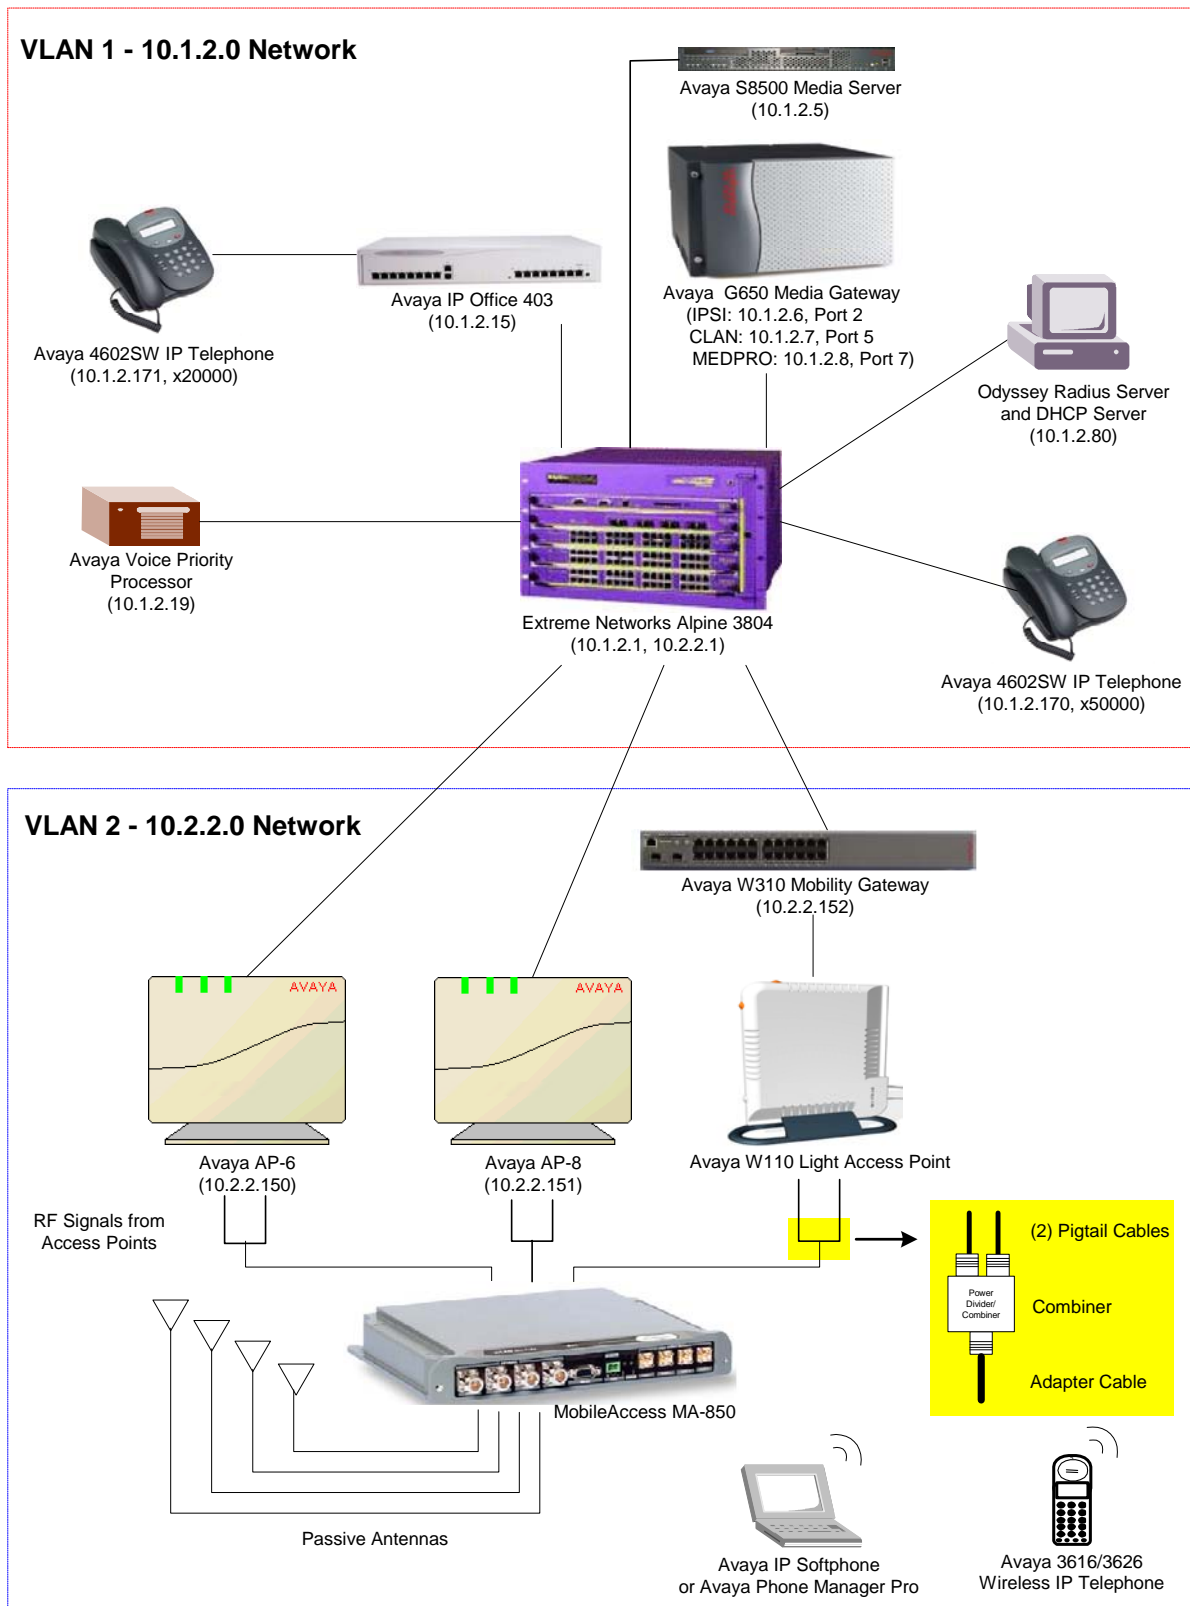 VLAN 1 - 10.1.2.0 Network
Avaya S8500 Media Server
(10.1.2.5)
AVAYA
Avaya G650 Media Gateway
(IPSI: 10.1.2.6, Port 2
CLAN: 10.1.2.7, Port 5
MEDPRO: 10.1.2.8, Port 7)
Avaya IP Office 403
(10.1.2.15)
Avaya 4602SW IP Telephone
(10.1.2.171, x20000)
Odyssey Radius Server
and DHCP Server
(10.1.2.80)
Avaya Voice Priority
Processor
(10.1.2.19)
Extreme Networks Alpine 3804
(10.1.2.1, 10.2.2.1)
Avaya 4602SW IP Telephone
(10.1.2.170, x50000)
VLAN 2 - 10.2.2.0 Network
Avaya W310 Mobility Gateway
(10.2.2.152)
AVAYA
AVAYA
Avaya AP-6
(10.2.2.150)
Avaya AP-8
(10.2.2.151)
Avaya W110 Light Access Point
RF Signals from
Access Points
(2) Pigtail Cables
Power
Divider/
Combiner
Combiner
Adapter Cable
MobileAccess MA-850
Passive Antennas
Avaya IP Softphone
or Avaya Phone Manager Pro
Avaya 3616/3626
Wireless IP Telephone